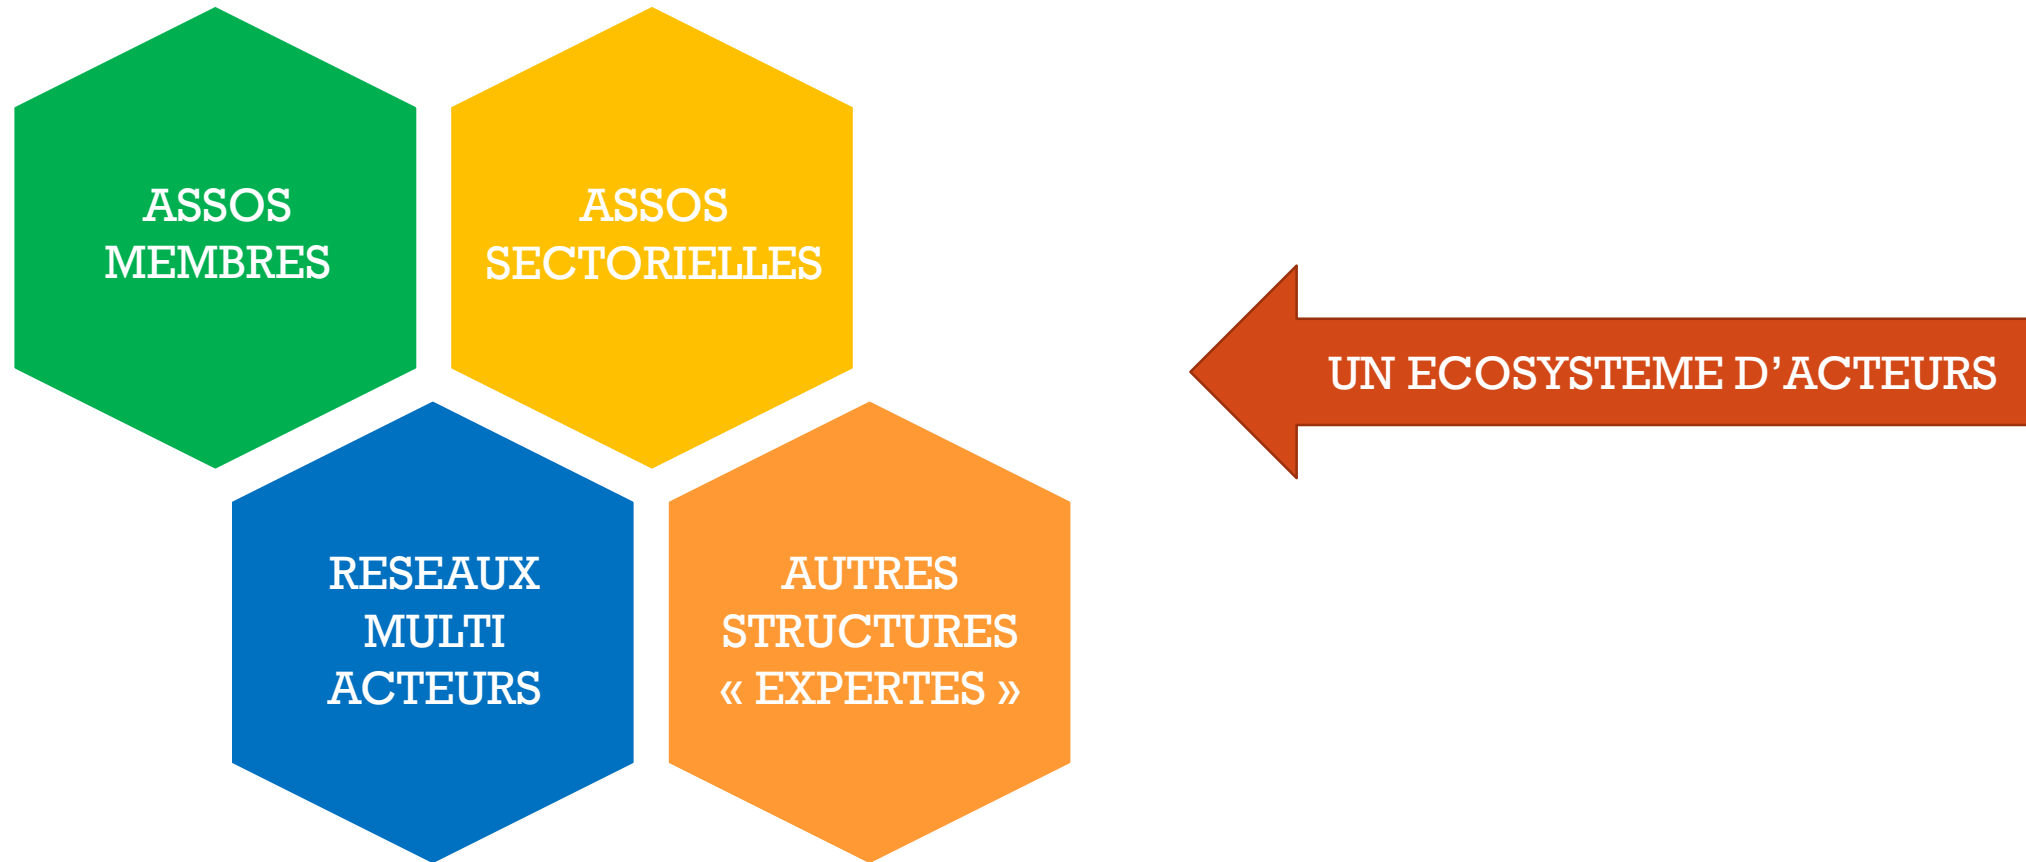 ASSOS
MEMBRES
ASSOS
SECTORIELLES
UN ECOSYSTEME D’ACTEURS
RESEAUX
MULTI
ACTEURS
AUTRES
STRUCTURES
« EXPERTES »